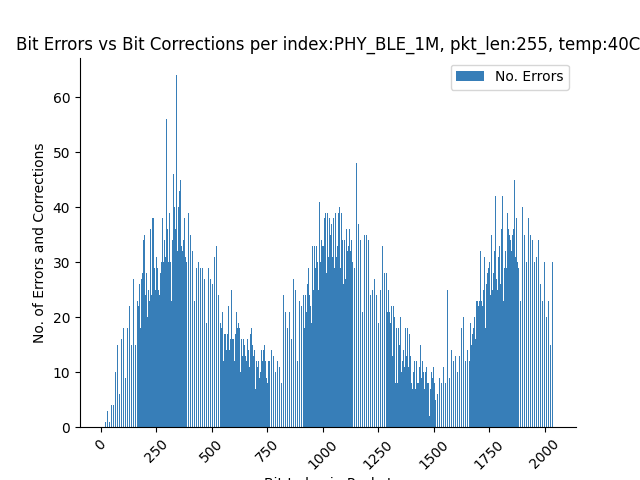 Bit Errors vs Bit Corrections per index:PHY_BLE_1M, pkt_len:255, temp:40C
No. Errors
No. of Errors and Corrections
60
50
40
30
20
10
0
0 250 500 750 1000 1250 1500 1750 2000